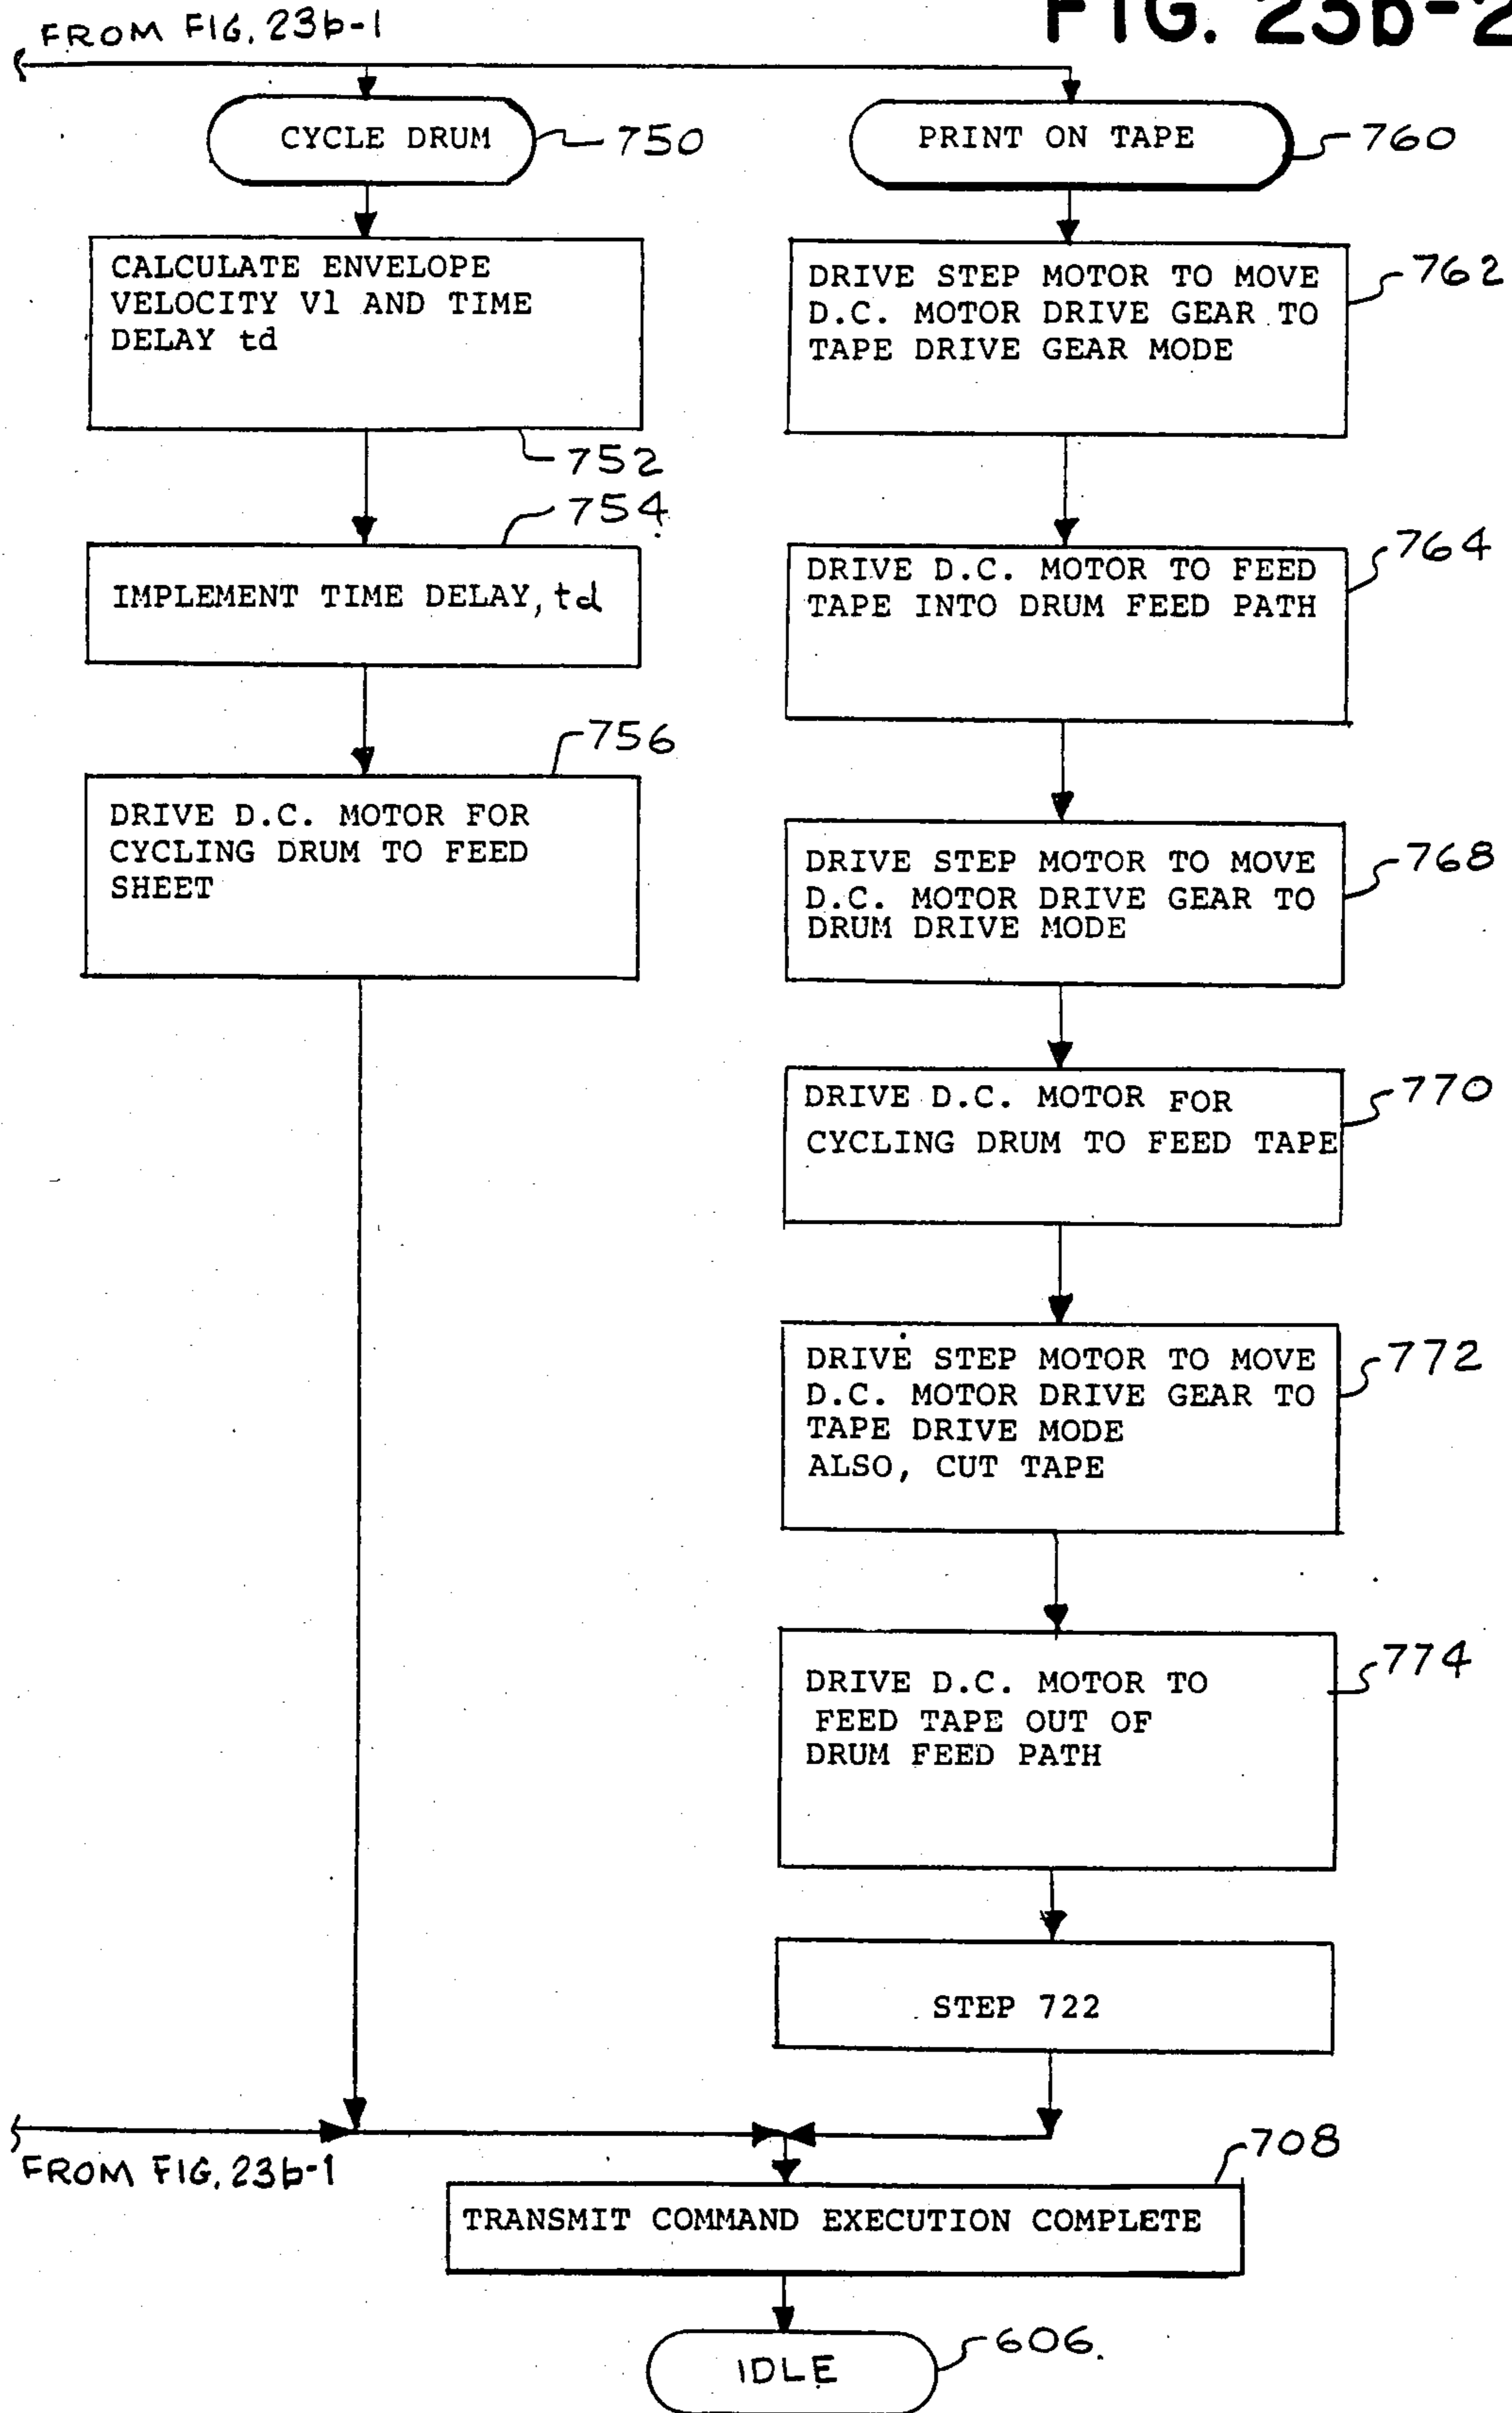 FIG. 23b-2
FROM FIG. 23b-1
CYCLE DRUM
750
CALCULATE ENVELOPE
VELOCITY V1 AND TIME
DELAY td
752
754
IMPLEMENT TIME DELAY, td
756
DRIVE D.C. MOTOR FOR
CYCLING DRUM TO FEED
SHEET
PRINT ON TAPE
760
DRIVE STEP MOTOR TO MOVE
D.C. MOTOR DRIVE GEAR TO
TAPE DRIVE GEAR MODE
762
DRIVE D.C. MOTOR TO FEED
TAPE INTO DRUM FEED PATH
764
DRIVE STEP MOTOR TO MOVE
D.C. MOTOR DRIVE GEAR TO
DRUM DRIVE MODE
768
DRIVE D.C. MOTOR FOR
CYCLING DRUM TO FEED TAPE
770
DRIVE STEP MOTOR TO MOVE
D.C. MOTOR DRIVE GEAR TO
TAPE DRIVE MODE
ALSO, CUT TAPE
772
DRIVE D.C. MOTOR TO
FEED TAPE OUT OF
DRUM FEED PATH
774
STEP 722
FROM FIG. 23b-1
708
TRANSMIT COMMAND EXECUTION COMPLETE
IDLE
606.